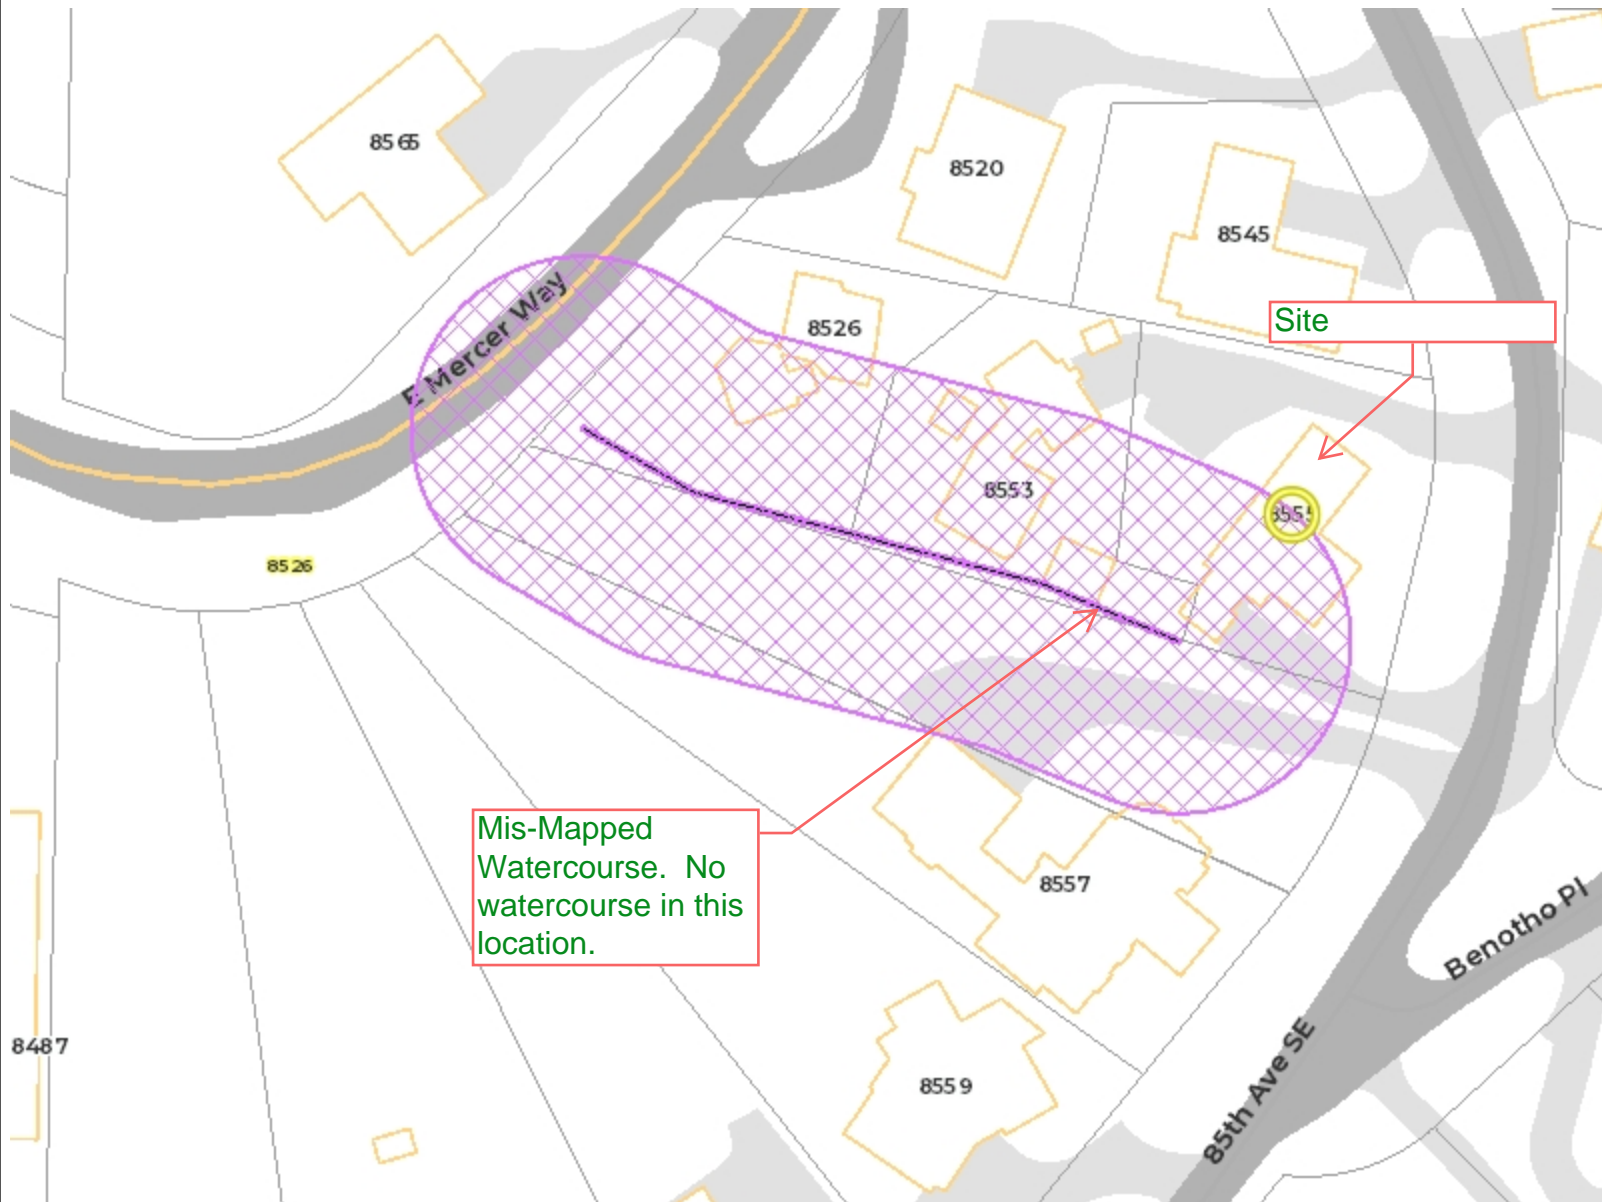 8565
8520
8545
E Mercer Way
Site
8526
8553
8555
8526
Mis-Mapped
Watercourse.  No
watercourse in this
location.
8557
Benotho Pl
8487
85th Ave SE
8559